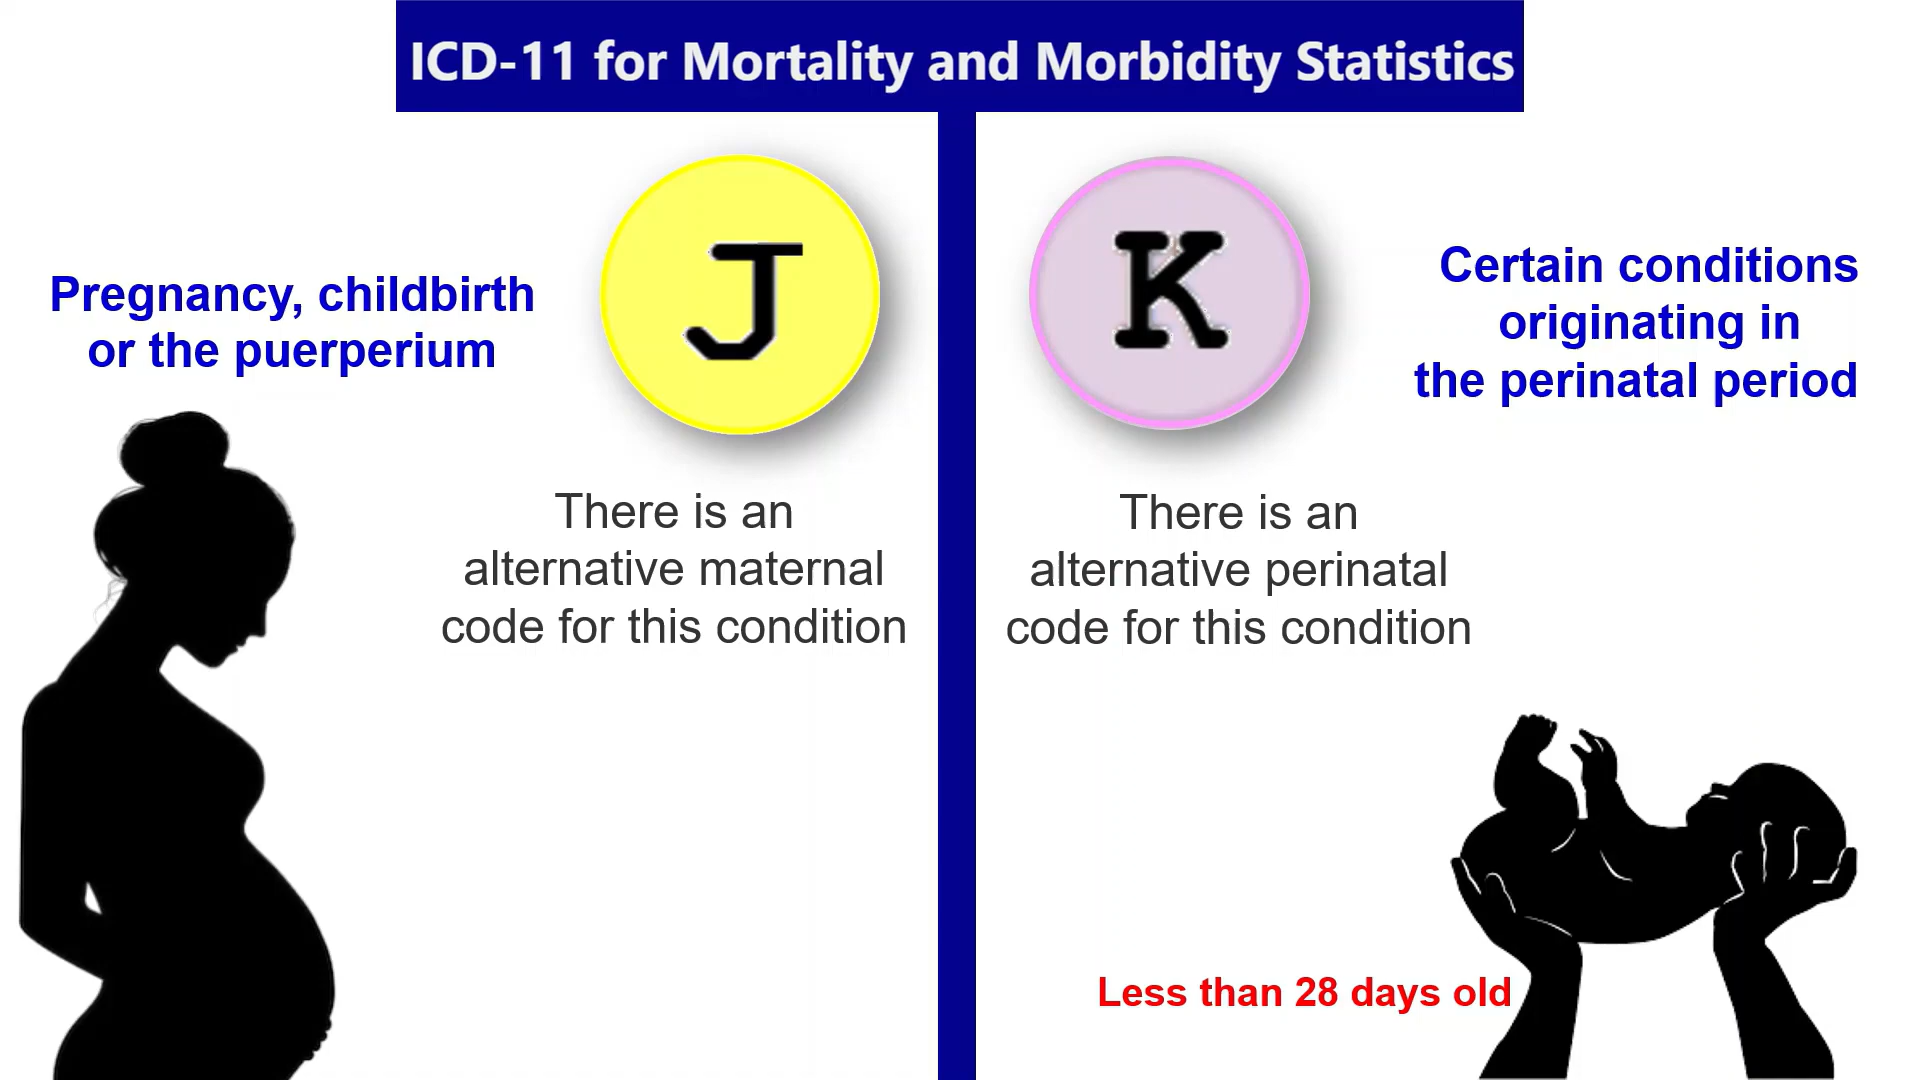 ICD-11 for Mortality and Morbidity Statistics
J
Pregnancy, childbirth
or the puerperium
There is an
alternative maternal
code for this condition
K
Certain conditions
originating in
the perinatal period
There is an
alternative perinatal
code for this condition
Less than 28 days old